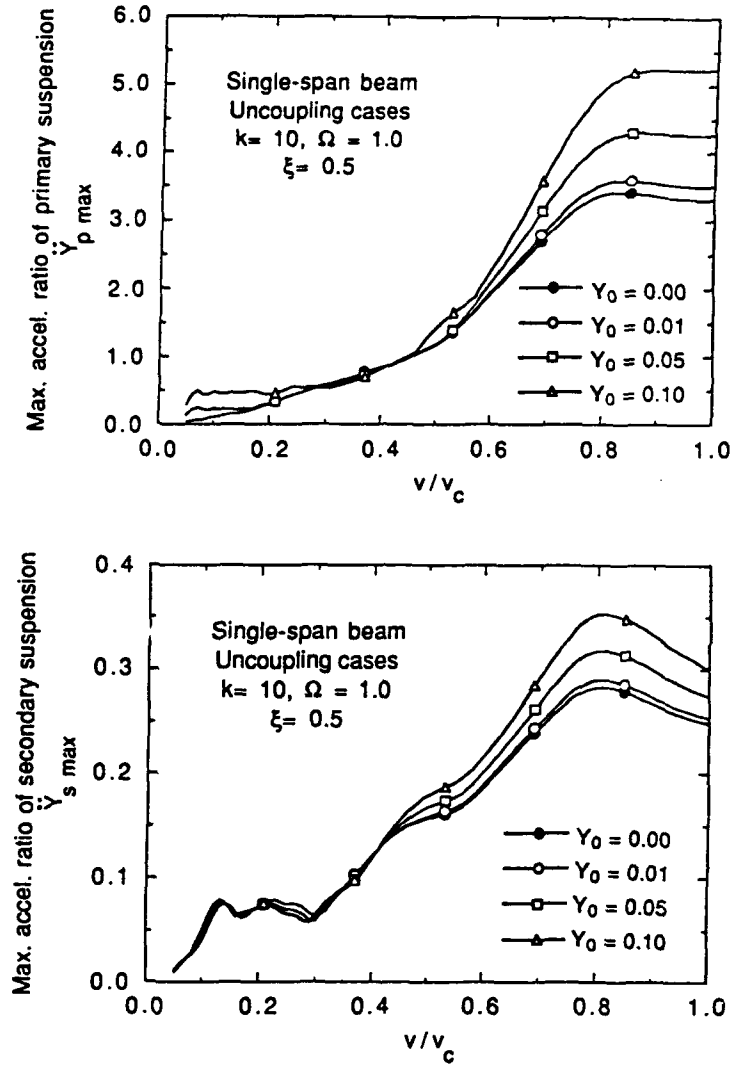 Max. accel. ratio of primary suspension
Ÿp max
6.0
5.0
4.0
3.0
2.0
1.0
0.0
Single-span beam
Uncoupling cases
k= 10, Ω = 1.0
ξ= 0.5
Y0 = 0.00
Y0 = 0.01
Y0 = 0.05
Y0 = 0.10
0.0 0.2 0.4 0.6 0.8 1.0
v/vc
Max. accel. ratio of secondary suspension
Ÿs max
0.4
0.3
0.2
0.1
0.0
Single-span beam
Uncoupling cases
k= 10, Ω = 1.0
ξ= 0.5
Y0 = 0.00
Y0 = 0.01
Y0 = 0.05
Y0 = 0.10
0.0 0.2 0.4 0.6 0.8 1.0
v/vc